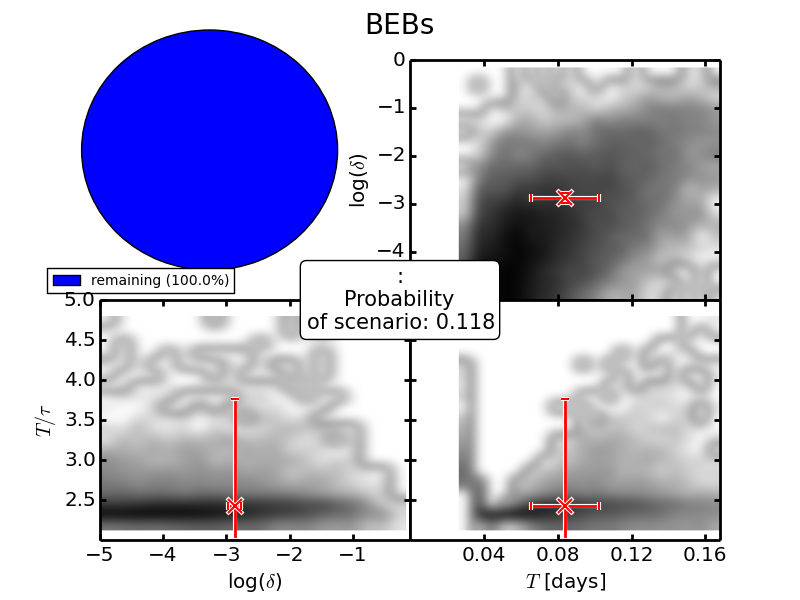 BEBs
0
−1
−2
−3
−4
log(δ)
remaining (100.0%)
:
Probability
of scenario: 0.118
5.0
4.5
4.0
3.5
3.0
2.5
T/τ
−5 −4 −3 −2 −1
log(δ)
0.04 0.08 0.12 0.16
T [days]